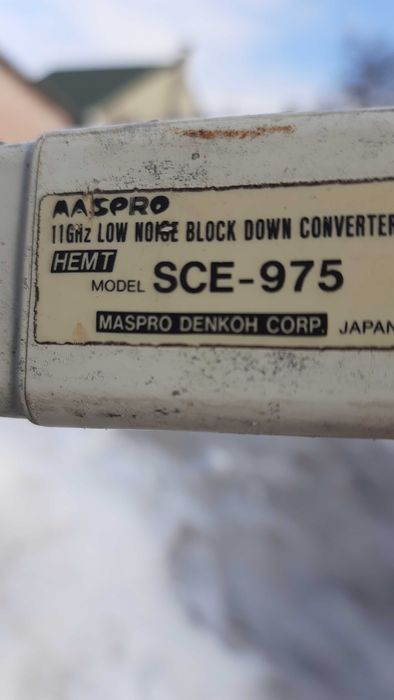 MASPRO
11GHz LOW NOISE BLOCK DOWN CONVERTER
HEMT
MODEL SCE-975
MASPRO DENKOH CORP. JAPAN